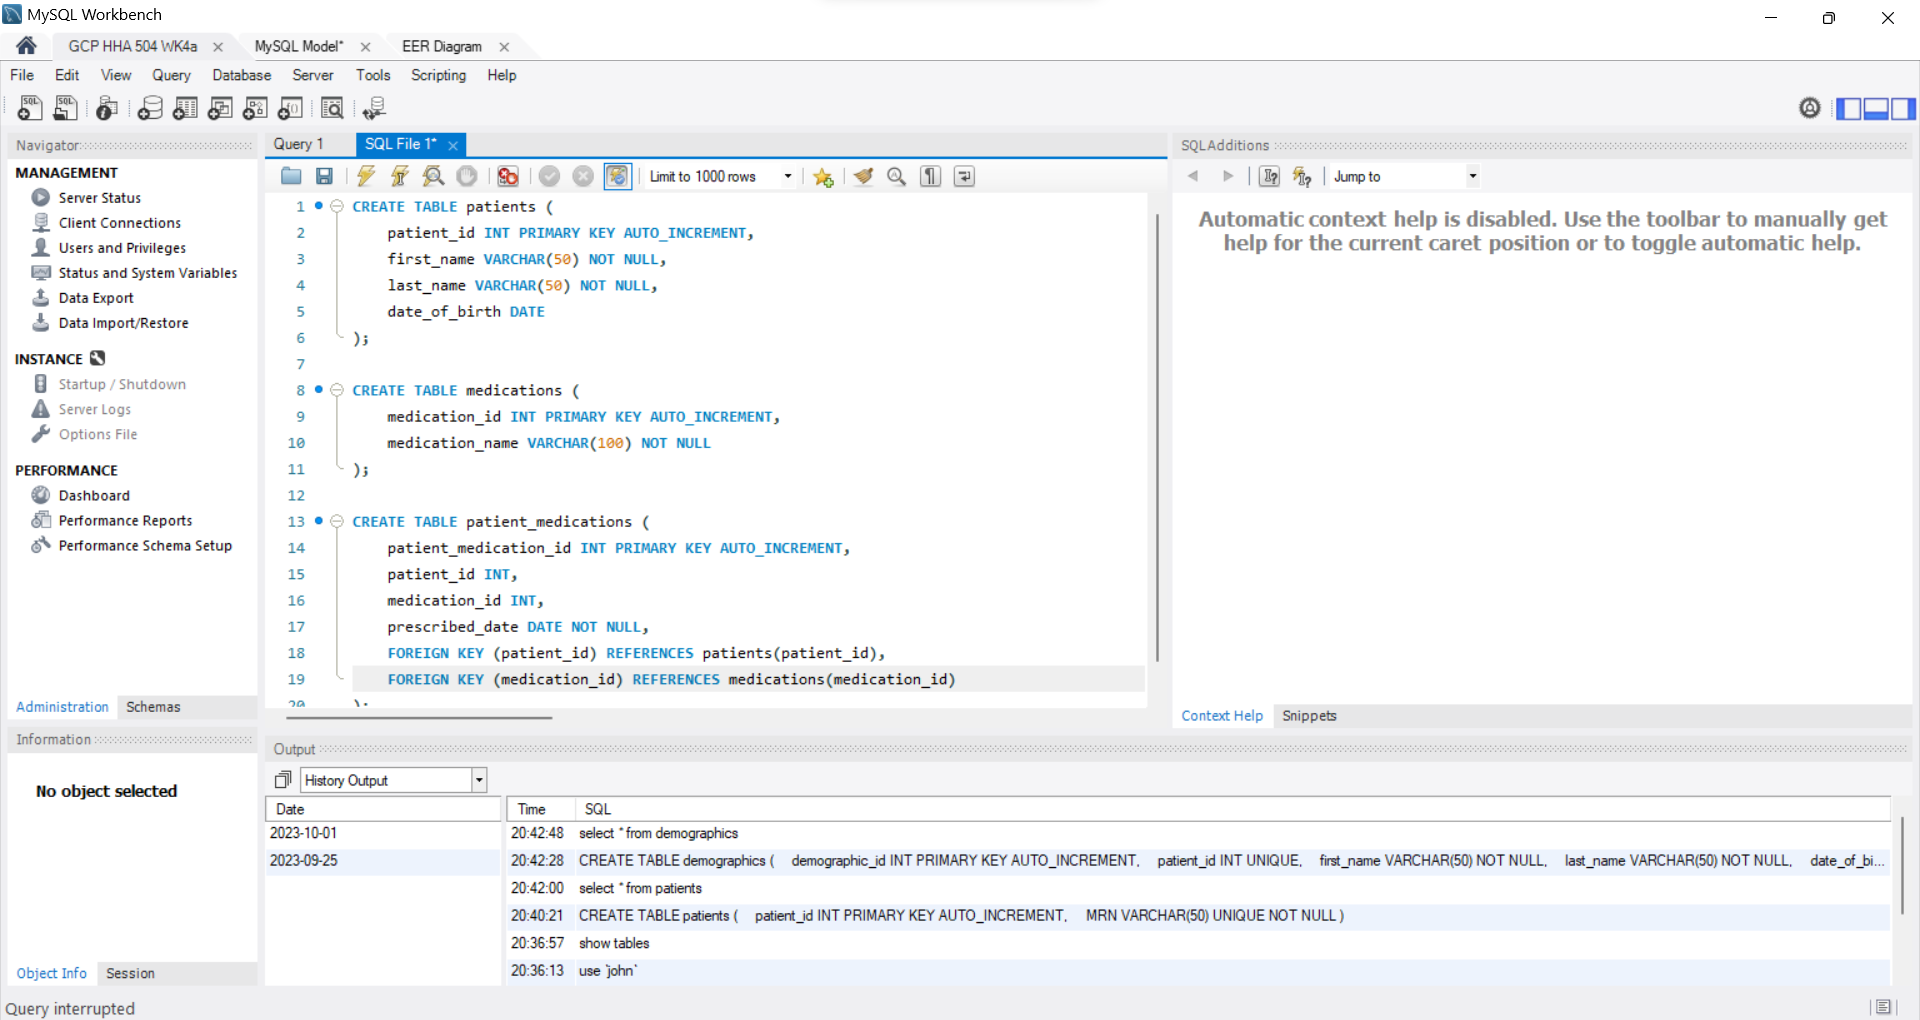 MySQL Workbench
GCP HHA 504 WK4a
MySQL Model*
EER Diagram
File Edit View Query Database Server Tools Scripting Help
Navigator
MANAGEMENT
Server Status
Client Connections
Users and Privileges
Status and System Variables
Data Export
Data Import/Restore
INSTANCE
Startup / Shutdown
Server Logs
Options File
PERFORMANCE
Dashboard
Performance Reports
Performance Schema Setup
Administration Schemas
Information
No object selected
Object Info Session
Query 1
SQL File 1*
Limit to 1000 rows
1 CREATE TABLE patients (
2 patient_id INT PRIMARY KEY AUTO_INCREMENT,
3 first_name VARCHAR(50) NOT NULL,
4 last_name VARCHAR(50) NOT NULL,
5 date_of_birth DATE
6 );
7
8 CREATE TABLE medications (
9 medication_id INT PRIMARY KEY AUTO_INCREMENT,
10 medication_name VARCHAR(100) NOT NULL
11 );
12
13 CREATE TABLE patient_medications (
14 patient_medication_id INT PRIMARY KEY AUTO_INCREMENT,
15 patient_id INT,
16 medication_id INT,
17 prescribed_date DATE NOT NULL,
18 FOREIGN KEY (patient_id) REFERENCES patients(patient_id),
19 FOREIGN KEY (medication_id) REFERENCES medications(medication_id)
20 );
SQLAdditions
Jump to
Automatic context help is disabled. Use the toolbar to manually get
help for the current caret position or to toggle automatic help.
Context Help Snippets
Output
History Output
Date
2023-10-01
2023-09-25
Time SQL
20:42:48 select * from demographics
20:42:28 CREATE TABLE demographics ( demographic_id INT PRIMARY KEY AUTO_INCREMENT, patient_id INT UNIQUE, first_name VARCHAR(50) NOT NULL, last_name VARCHAR(50) NOT NULL, date_of_bi...
20:42:00 select * from patients
20:40:21 CREATE TABLE patients ( patient_id INT PRIMARY KEY AUTO_INCREMENT, MRN VARCHAR(50) UNIQUE NOT NULL )
20:36:57 show tables
20:36:13 use `john`
Query interrupted